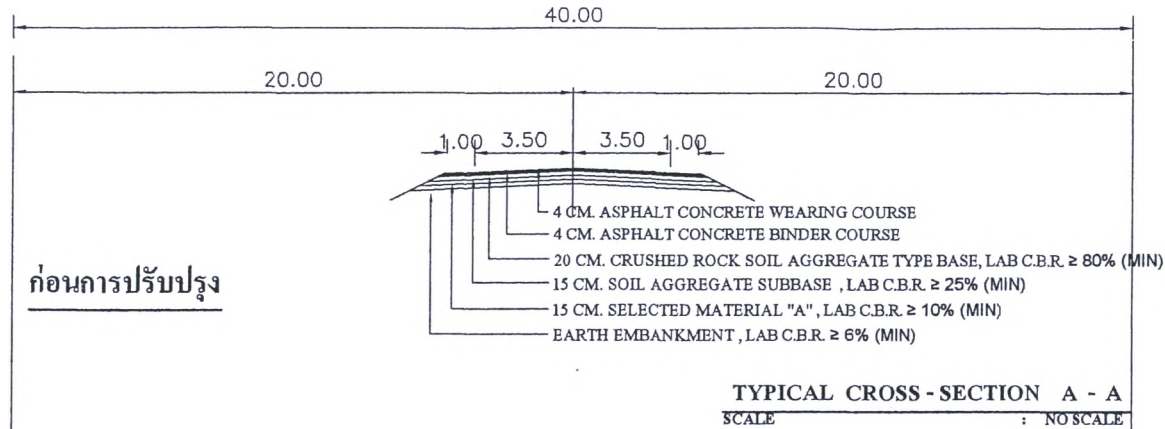 40.00
20.00 20.00
1.00 3.50 3.50 1.00
4 CM. ASPHALT CONCRETE WEARING COURSE
4 CM. ASPHALT CONCRETE BINDER COURSE
20 CM. CRUSHED ROCK SOIL AGGREGATE TYPE BASE, LAB C.B.R. ≥ 80% (MIN)
15 CM. SOIL AGGREGATE SUBBASE , LAB C.B.R. ≥ 25% (MIN)
15 CM. SELECTED MATERIAL "A" , LAB C.B.R. ≥ 10% (MIN)
EARTH EMBANKMENT , LAB C.B.R. ≥ 6% (MIN)
ก่อนการปรับปรุง
TYPICAL CROSS - SECTION A - A
SCALE : NO SCALE